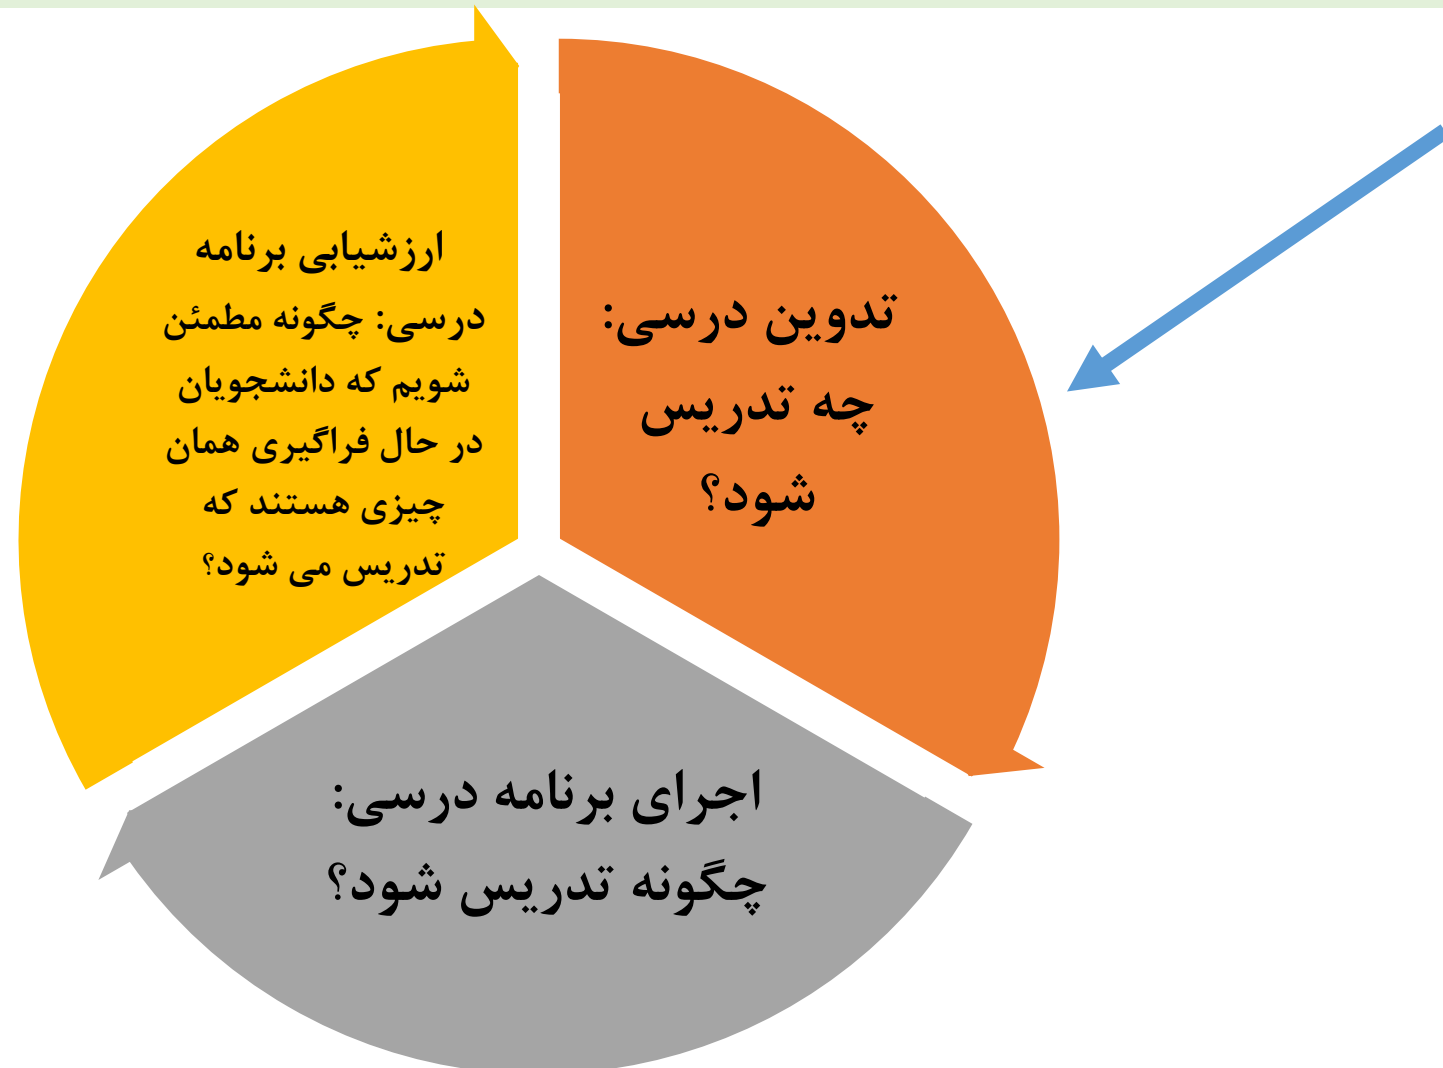 تدوین درسی:
چه تدریس
شود؟
اجرای برنامه درسی:
چگونه تدریس شود؟
ارزشیابی برنامه
درسی: چگونه مطمئن
شویم که دانشجویان
در حال فراگیری همان
چیزی هستند که
تدریس می شود؟